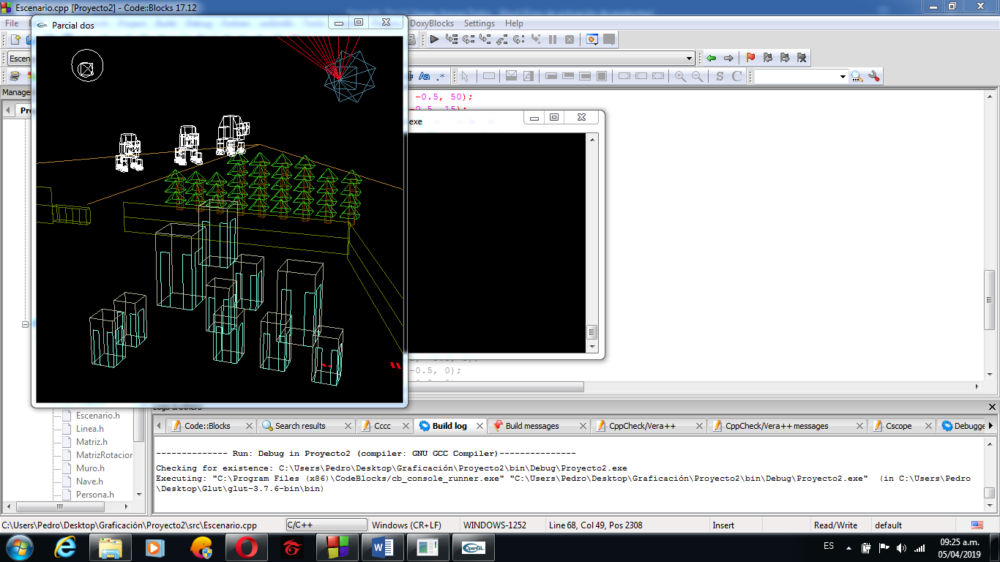 Escenario.cpp [Proyecto2] - Code::Blocks 17.12
File
DoxyBlocks Settings Help
Parcial dos
Escen
Aa .*
S C
Manage
Pro
-0.5, 50);
-0.5, 15);
exe
-0.5, 0);
Logs & others
Escenario.h
Linea.h
Matriz.h
MatrizRotacior
Muro.h
Nave.h
Persona.h
Code::Blocks
Search results
Cccc
Build log
Build messages
CppCheck/Vera++
CppCheck/Vera++ messages
Cscope
Debugge
-------------- Run: Debug in Proyecto2 (compiler: GNU GCC Compiler)---------------
Checking for existence: C:\Users\Pedro\Desktop\Graficación\Proyecto2\bin\Debug\Proyecto2.exe
Executing: "C:\Program Files (x86)\CodeBlocks/cb_console_runner.exe" "C:\Users\Pedro\Desktop\Graficación\Proyecto2\bin\Debug\Proyecto2.exe"  (in C:\Users\Pedro
\Desktop\Glut\glut-3.7.6-bin\bin)
C:\Users\Pedro\Desktop\Graficación\Proyecto2\src\Escenario.cpp
C/C++
Windows (CR+LF)
WINDOWS-1252
Line 68, Col 49, Pos 2308
Insert
Read/Write
default
OpenGL
ES
09:25 a.m.
05/04/2019